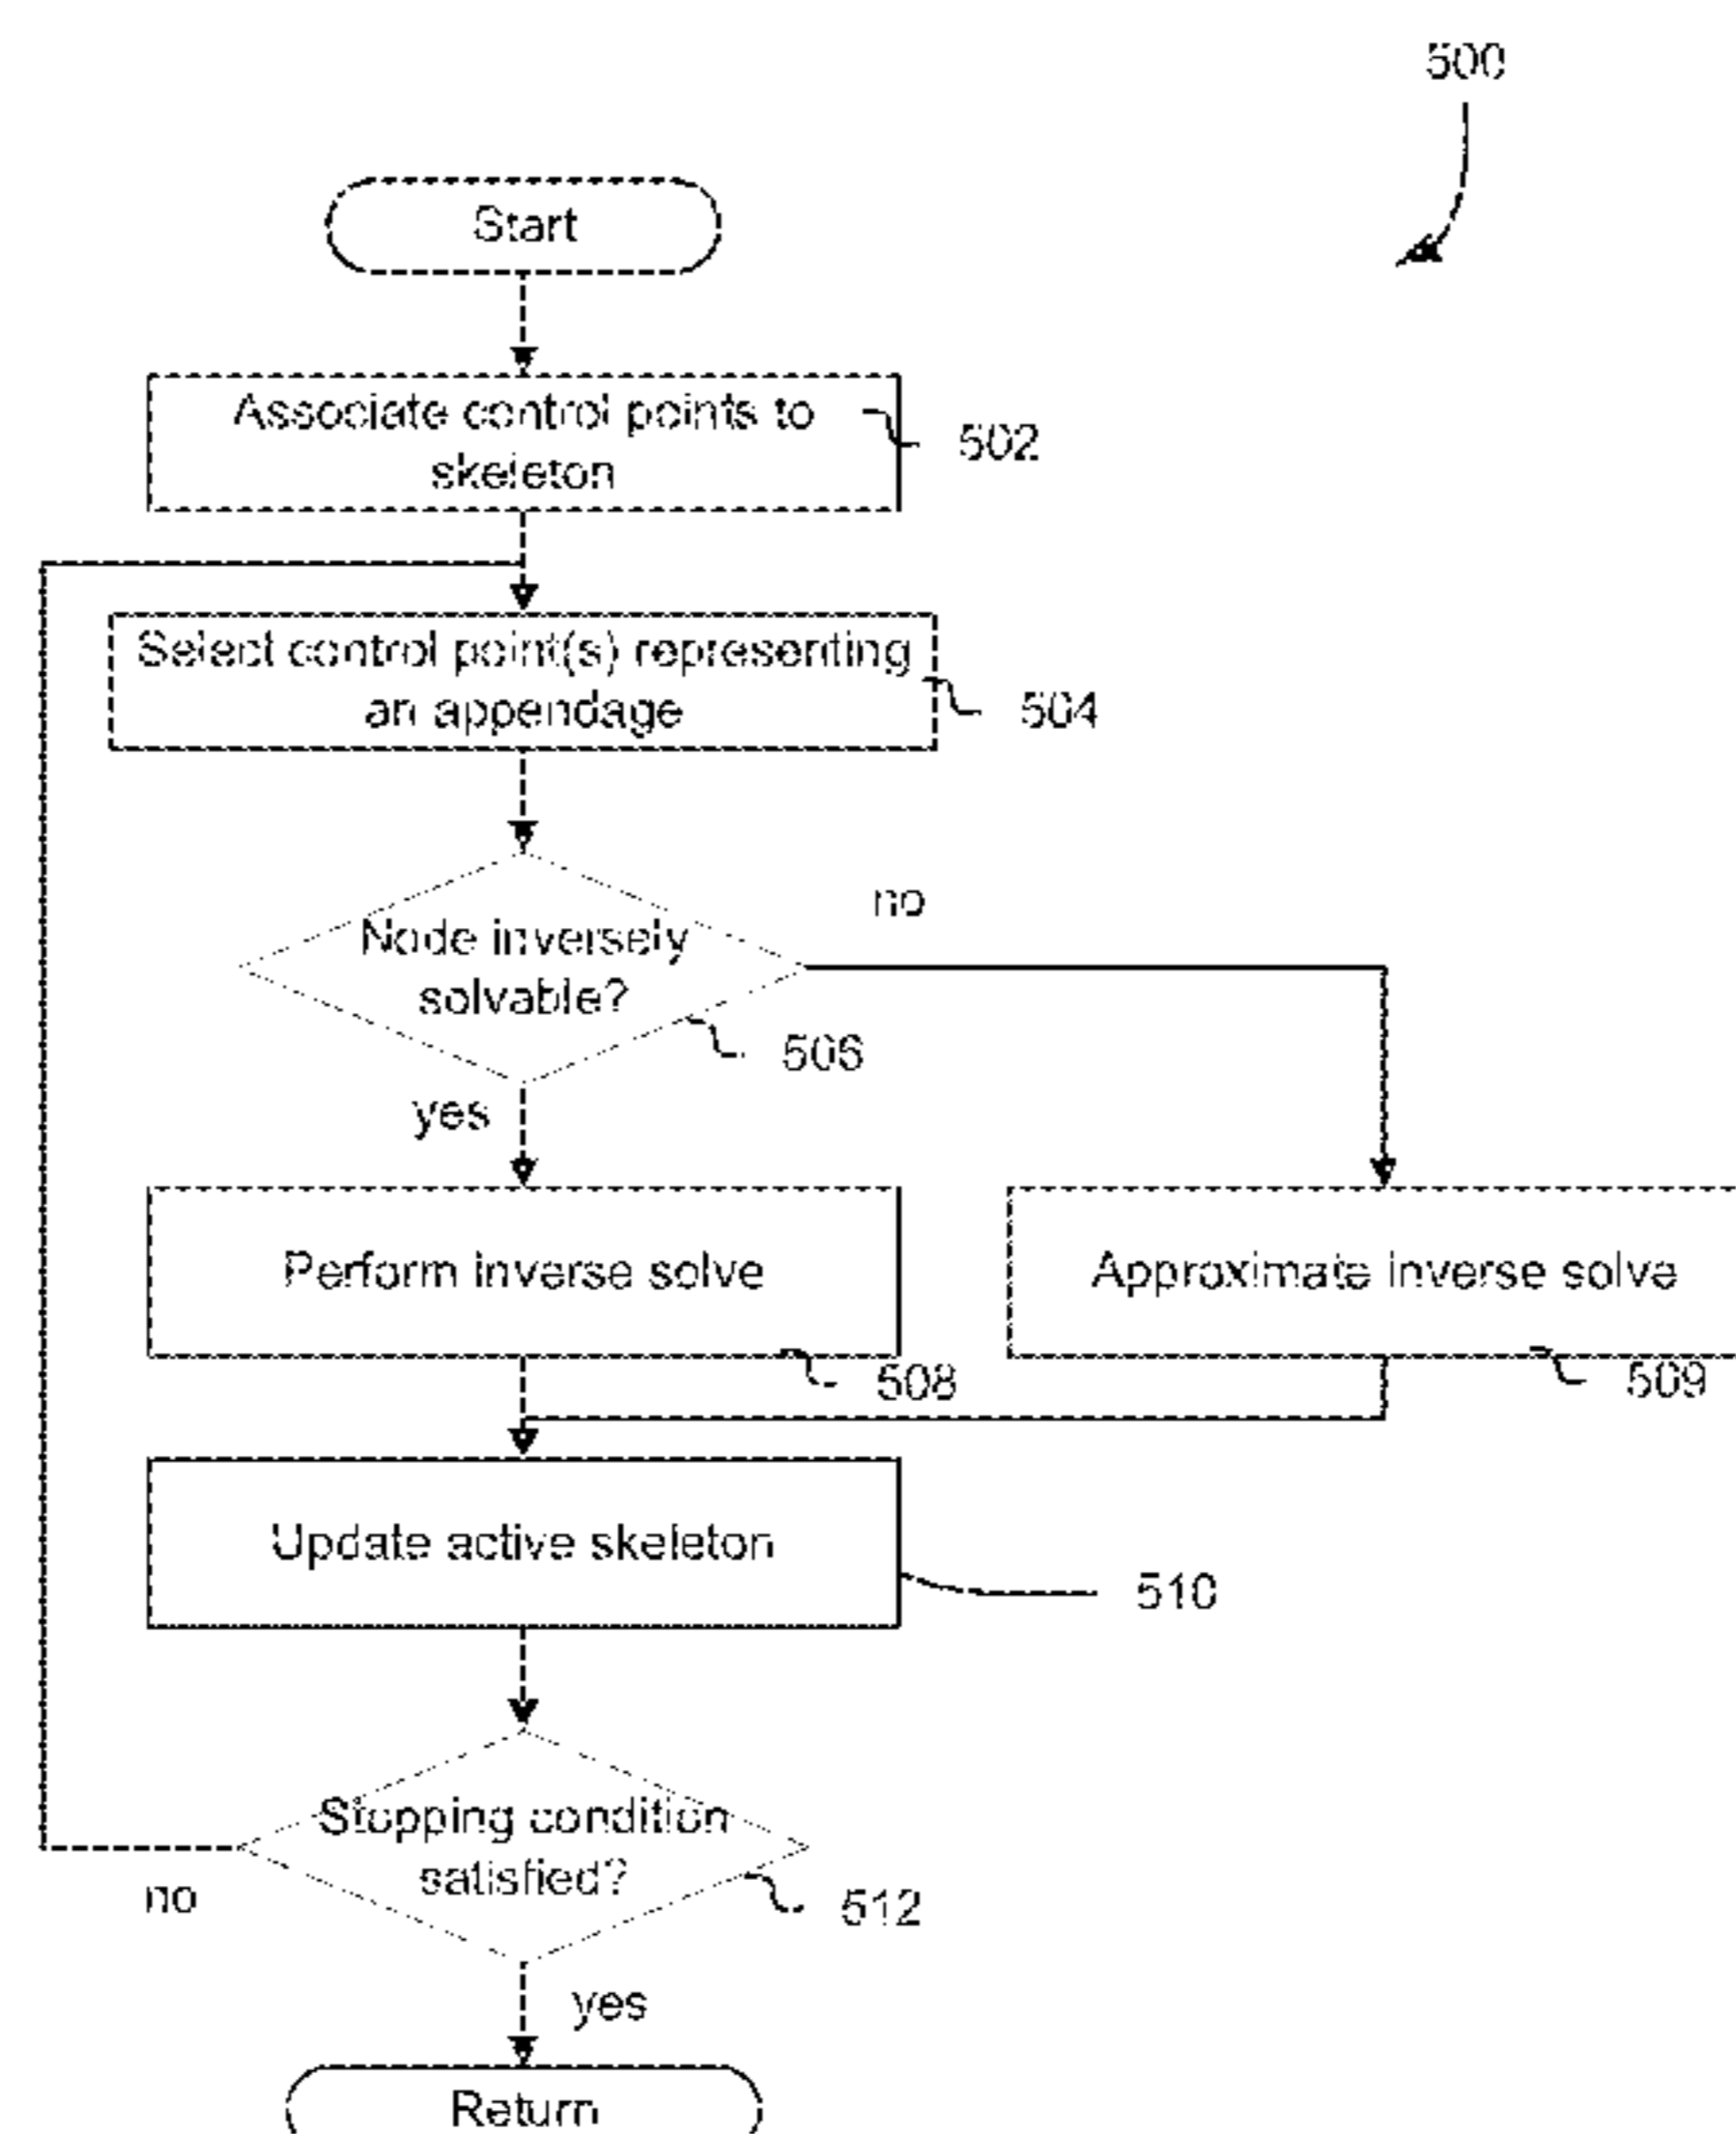 500
Start
Associate control points to
skeleton
502
Select control point(s) representing
an appendage
504
no
Node inversely
solvable?
506
yes
Perform inverse solve
Approximate inverse solve
508
509
Update active skeleton
510
Stopping condition
satisfied?
no
512
yes
Return